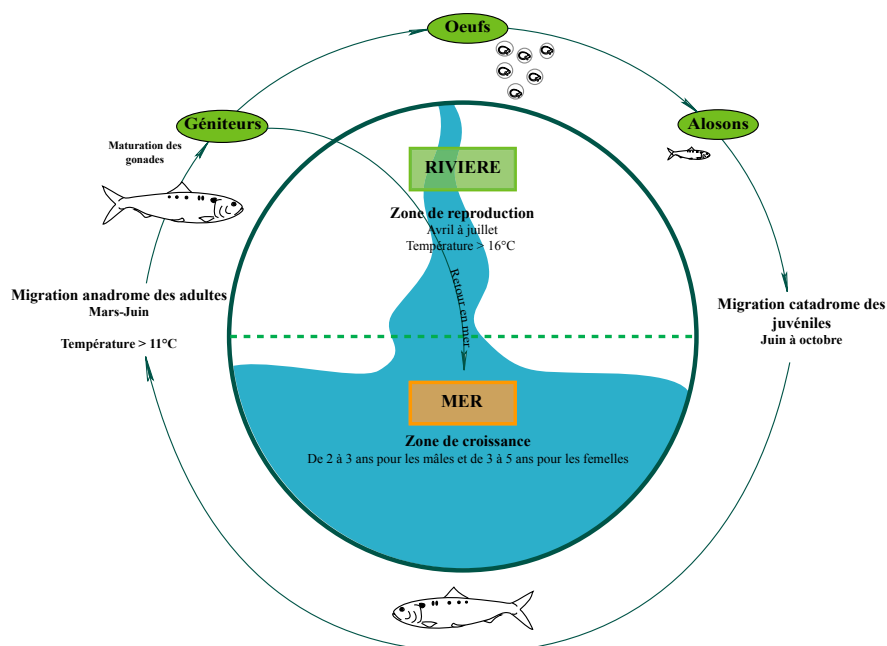 Oeufs
Géniteurs
Alosons
Maturation des
gonades
RIVIERE
Zone de reproduction
Avril à juillet
Température > 16°C
Retour en mer
Migration anadrome des adultes
Mars-Juin
Température > 11°C
Migration catadrome des
juvéniles
Juin à octobre
MER
Zone de croissance
De 2 à 3 ans pour les mâles et de 3 à 5 ans pour les femelles